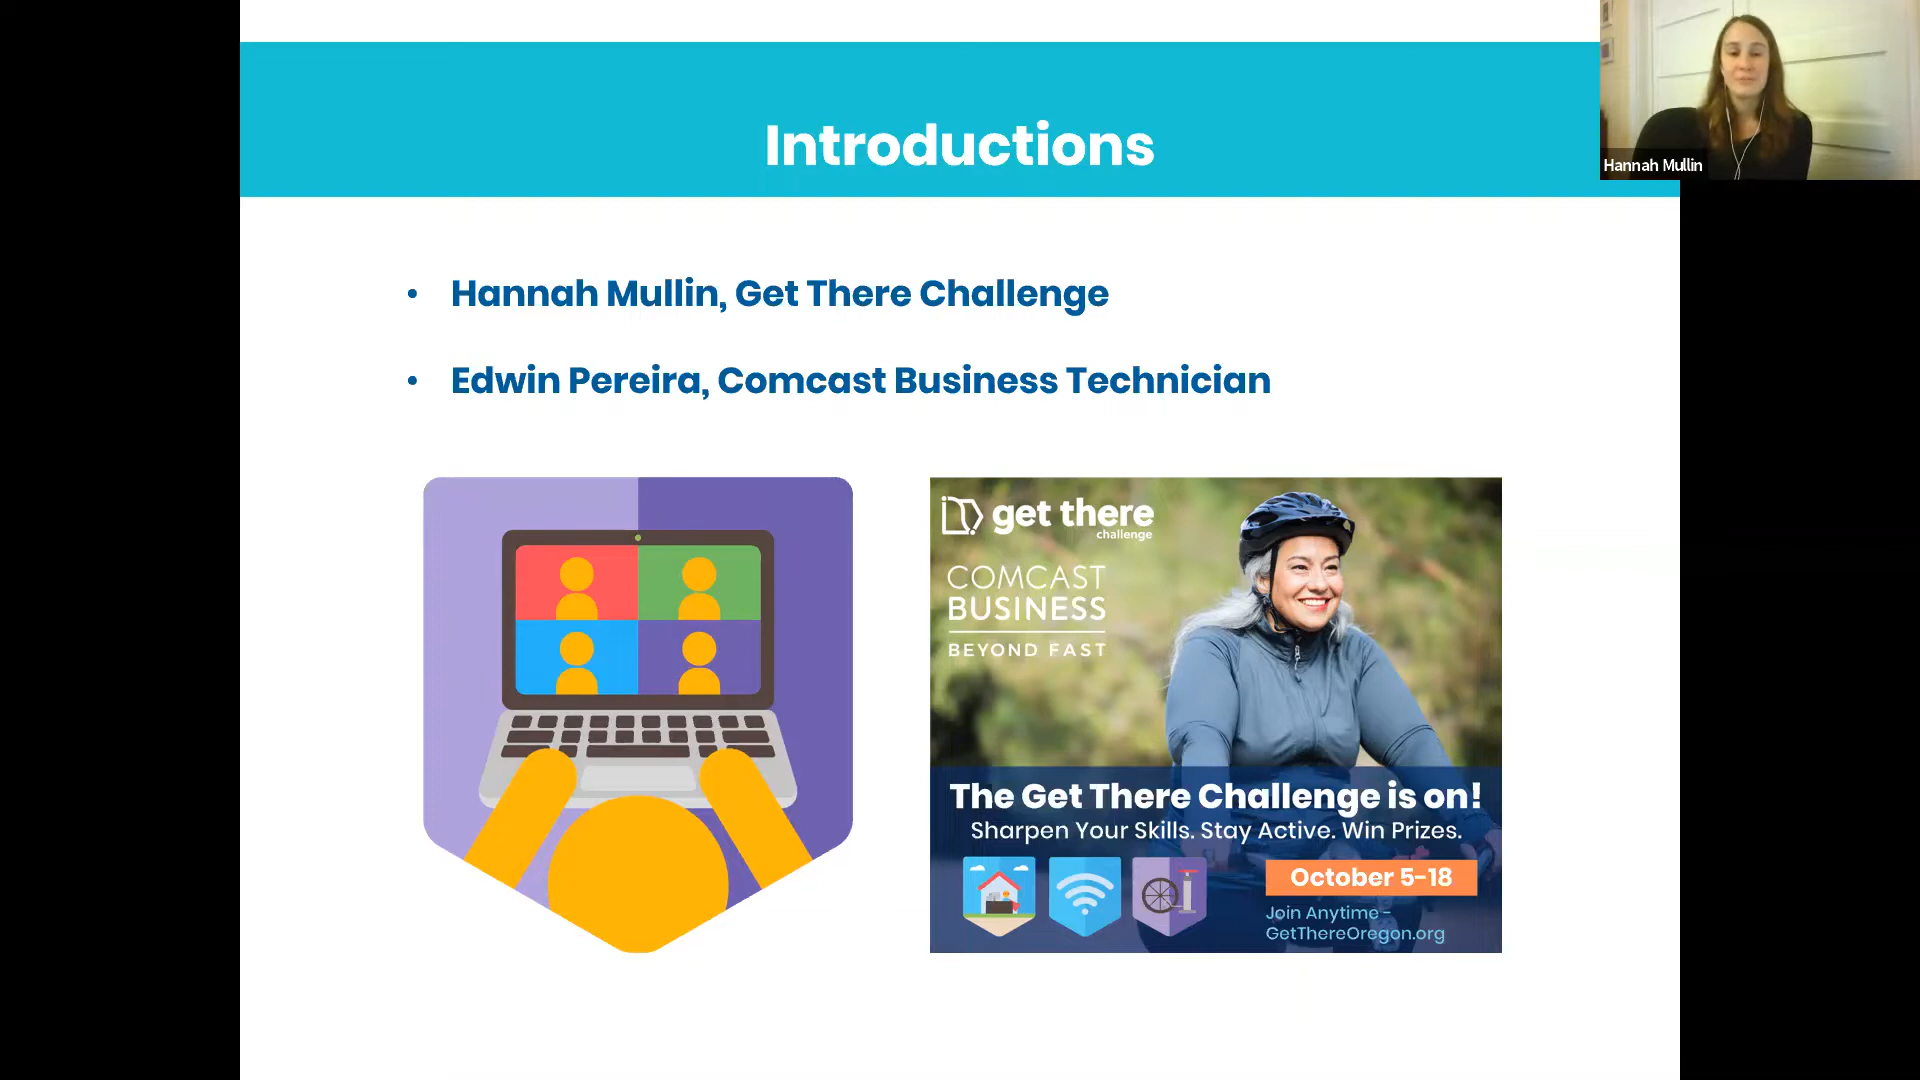 Introductions
Hannah Mullin
• Hannah Mullin, Get There Challenge
• Edwin Pereira, Comcast Business Technician
get there
challenge
COMCAST
BUSINESS
BEYOND FAST
The Get There Challenge is on!
Sharpen Your Skills. Stay Active. Win Prizes.
October 5-18
Join Anytime -
GetThereOregon.org